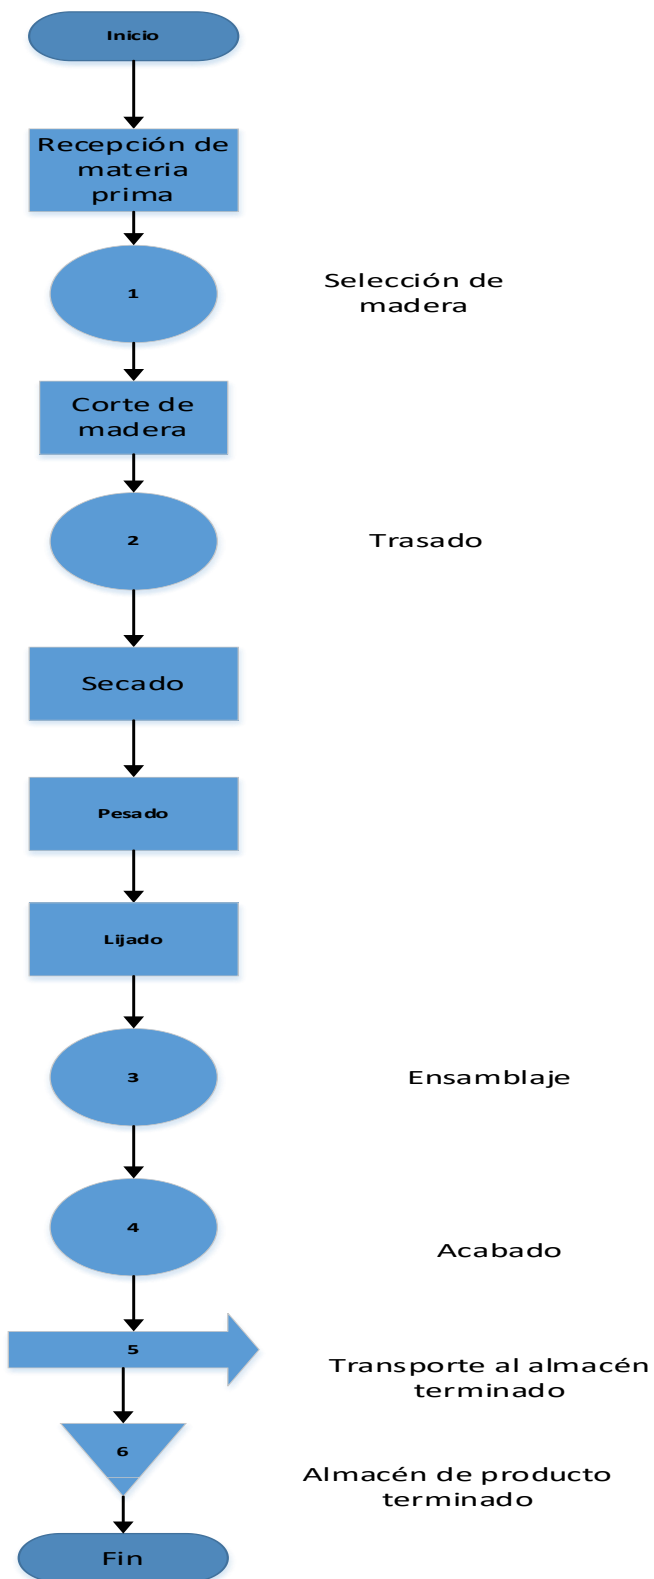 Inicio
Recepción de
materia
prima
1
Selección de
madera
Corte de
madera
2
Trasado
Secado
Pesado
Lijado
3
Ensamblaje
4
Acabado
5
Transporte al almacén
terminado
6
Almacén de producto
terminado
Fin